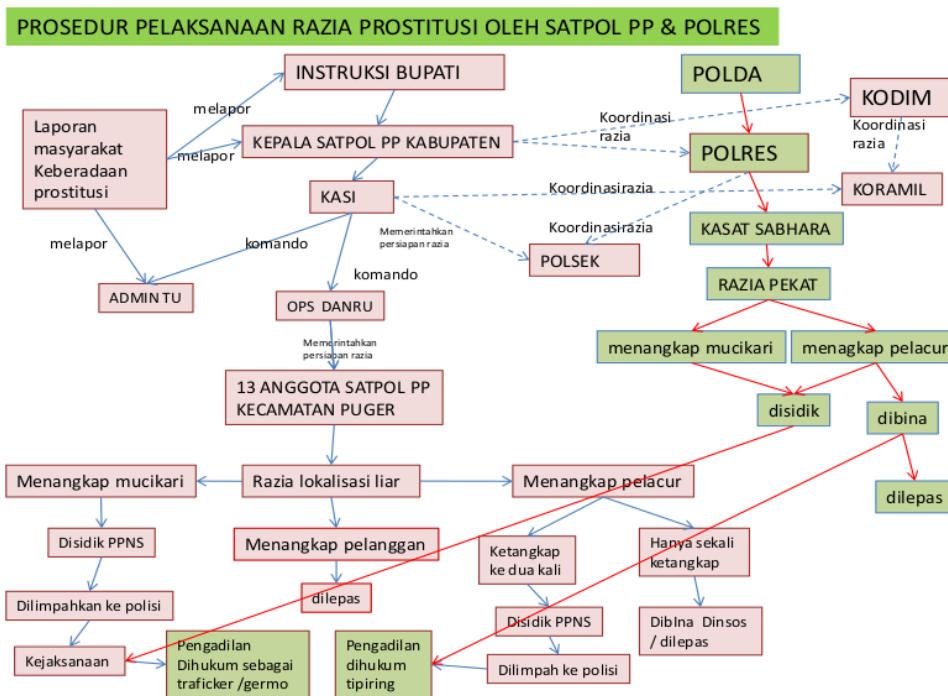 PROSEDUR PELAKSANAAN RAZIA PROSTITUSI OLEH SATPOL PP & POLRES
INSTRUKSI BUPATI
POLDA
KODIM
melapor
Koordinasi
razia
Koordinasi
razia
Laporan
masyarakat
Keberadaan
prostitusi
melapor
KEPALA SATPOL PP KABUPATEN
POLRES
KASI
Koordinasirazia
KORAMIL
melapor
komando
Memerintahkan
persiapan razia
Koordinasirazia
KASAT SABHARA
POLSEK
komando
ADMIN TU
OPS DANRU
RAZIA PEKAT
Memerintahkan
persiapan razia
menangkap mucikari
menagkap pelacur
13 ANGGOTA SATPOL PP
KECAMATAN PUGER
disidik
dibina
Menangkap mucikari
Razia lokalisasi liar
Menangkap pelacur
dilepas
Disidik PPNS
Menangkap pelanggan
Ketangkap
ke dua kali
Hanya sekali
ketangkap
Dilimpahkan ke polisi
dilepas
Disidik PPNS
DibIna Dinsos
/ dilepas
Kejaksanaan
Pengadilan
Dihukum sebagai
traficker /germo
Pengadilan
dihukum
tipiring
Dilimpah ke polisi